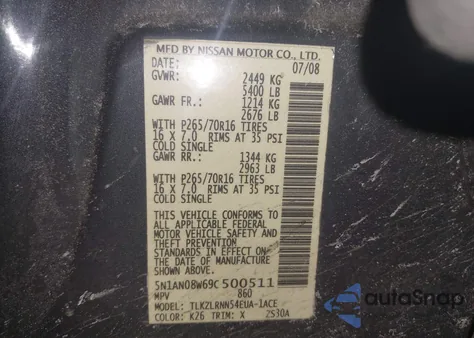 MFD BY NISSAN MOTOR CO., LTD.
DATE: 07/08
GVWR: 2449 KG
5400 LB
GAWR FR.: 1214 KG
2676 LB
WITH P265/70R16 TIRES
16 X 7.0 RIMS AT 35 PSI
COLD SINGLE
GAWR RR.: 1344 KG
2963 LB
WITH P265/70R16 TIRES
16 X 7.0 RIMS AT 35 PSI
COLD SINGLE
THIS VEHICLE CONFORMS TO
ALL APPLICABLE FEDERAL
MOTOR VEHICLE SAFETY AND
THEFT PREVENTION
STANDARDS IN EFFECT ON
THE DATE OF MANUFACTURE
SHOWN ABOVE.
5N1AN08W69C500511
MPV 860
MODEL: TLKZLRNN54EUA-1ACE
COLOR: K26 TRIM: X 2S30A
autoSnap